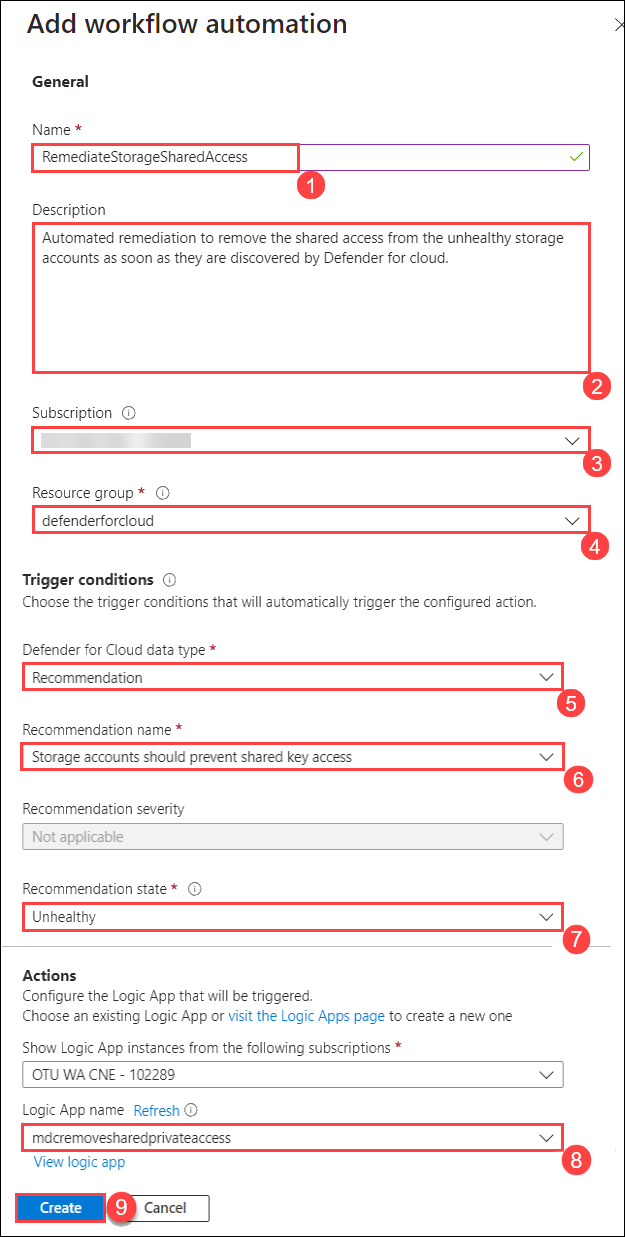 Add workflow automation
General
Name *
RemediateStorageSharedAccess
1
Description
Automated remediation to remove the shared access from the unhealthy storage
accounts as soon as they are discovered by Defender for cloud.
2
Subscription
3
Resource group *
defenderforcloud
4
Trigger conditions
Choose the trigger conditions that will automatically trigger the configured action.
Defender for Cloud data type *
Recommendation
5
Recommendation name *
Storage accounts should prevent shared key access
6
Recommendation severity
Not applicable
Recommendation state *
Unhealthy
7
Actions
Configure the Logic App that will be triggered.
Choose an existing Logic App or visit the Logic Apps page to create a new one
Show Logic App instances from the following subscriptions *
OTU WA CNE - 102289
Logic App name Refresh
mdcremovesharedprivateaccess
8
View logic app
Create 9 Cancel